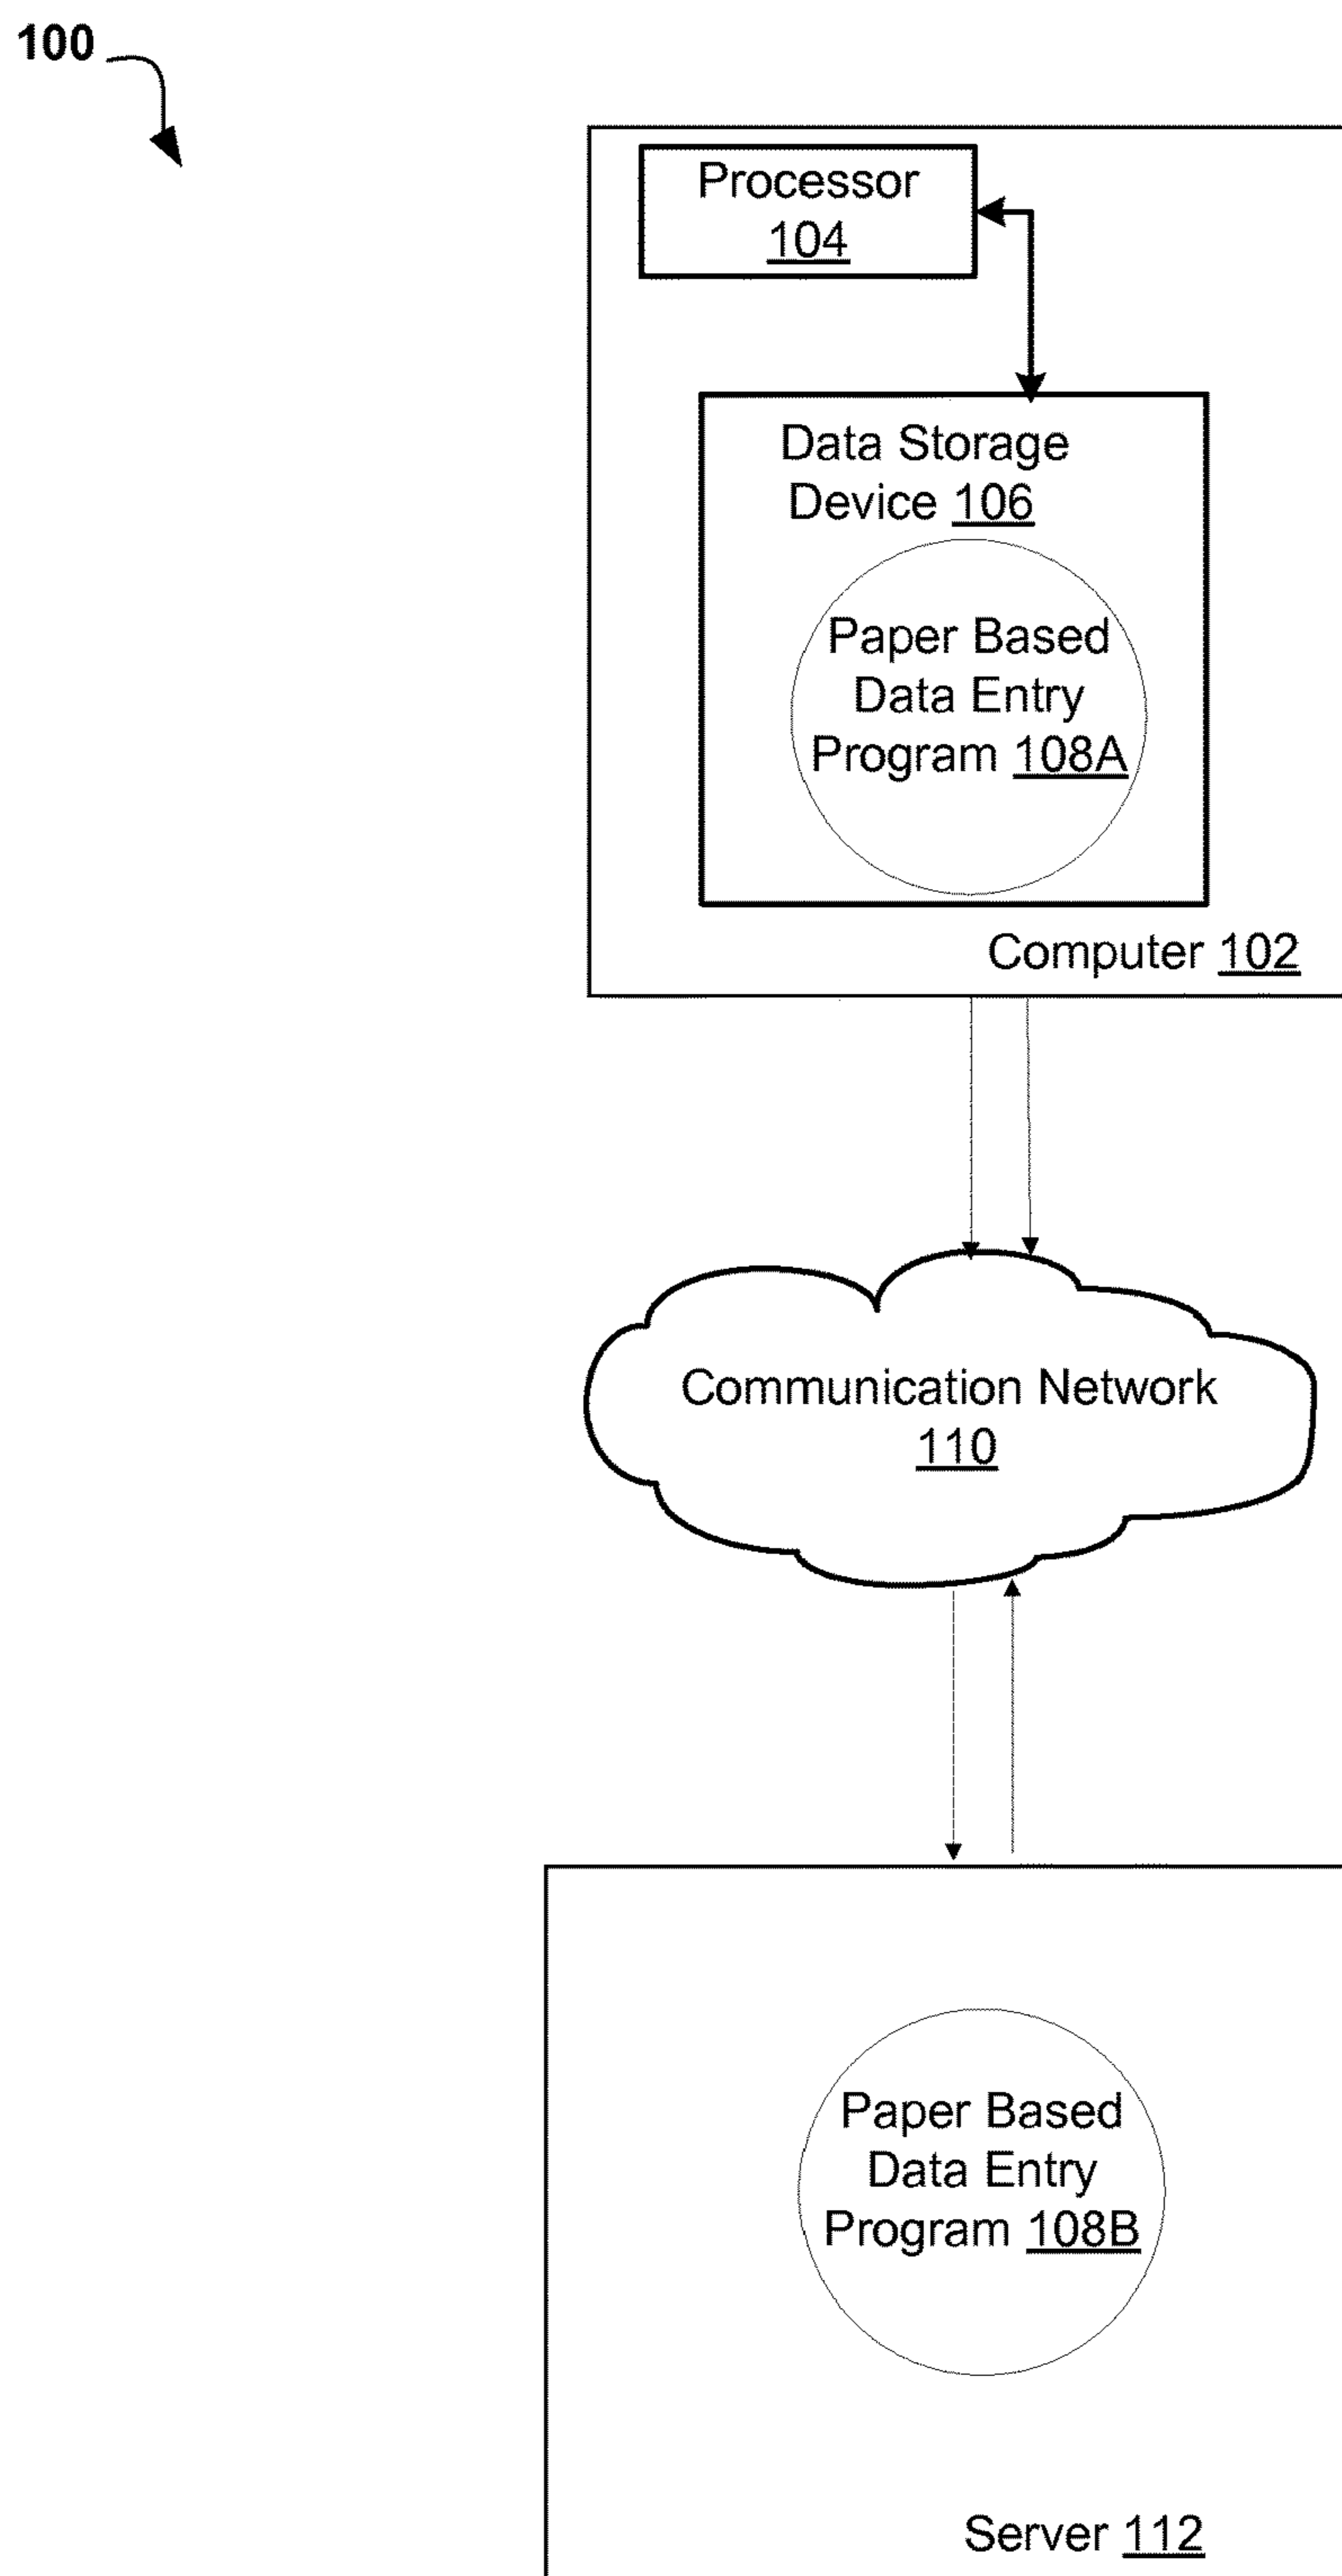 100
Processor
104
Data Storage
Device 106
Paper Based
Data Entry
Program 108A
Computer 102
Communication Network
110
Paper Based
Data Entry
Program 108B
Server 112